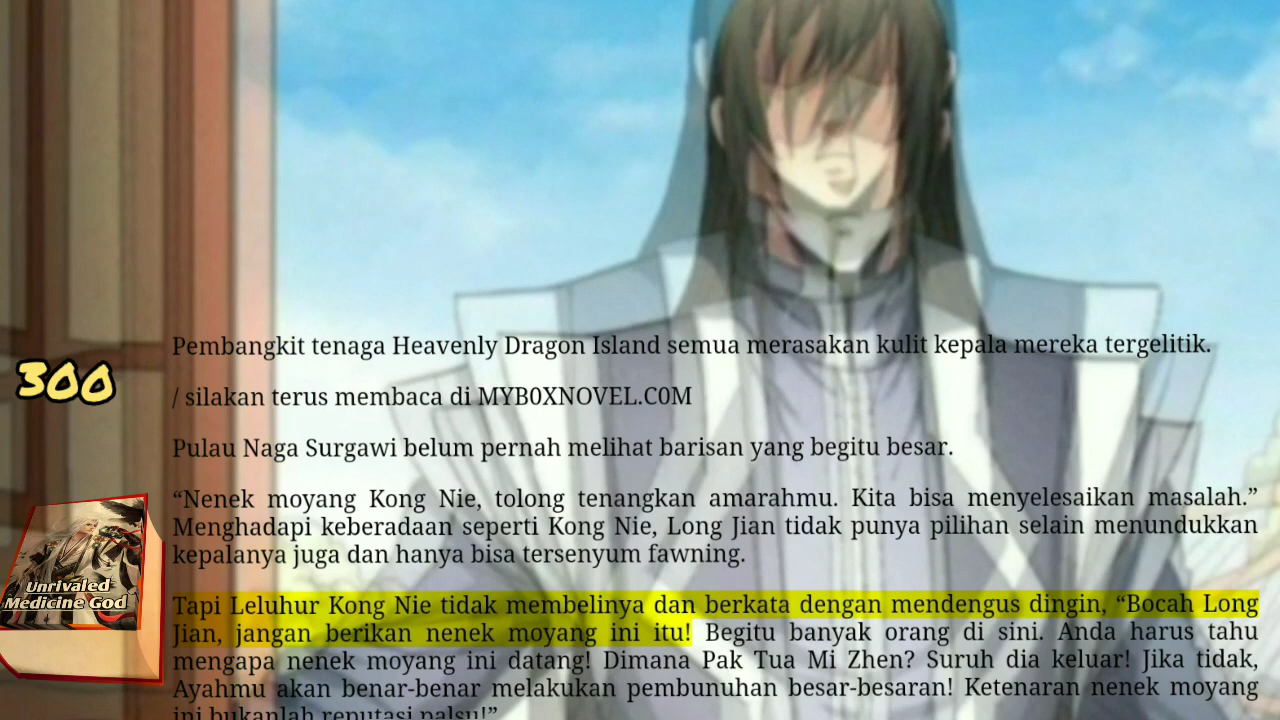 Pembangkit tenaga Heavenly Dragon Island semua merasakan kulit kepala mereka tergelitik.
/ silakan terus membaca di MYB0XNOVEL.C0M
Pulau Naga Surgawi belum pernah melihat barisan yang begitu besar.
“Nenek moyang Kong Nie, tolong tenangkan amarahmu. Kita bisa menyelesaikan masalah.”
Menghadapi keberadaan seperti Kong Nie, Long Jian tidak punya pilihan selain menundukkan
kepalanya juga dan hanya bisa tersenyum fawning.
Tapi Leluhur Kong Nie tidak membelinya dan berkata dengan mendengus dingin, “Bocah Long
Jian, jangan berikan nenek moyang ini itu! Begitu banyak orang di sini. Anda harus tahu
mengapa nenek moyang ini datang! Dimana Pak Tua Mi Zhen? Suruh dia keluar! Jika tidak,
Ayahmu akan benar-benar melakukan pembunuhan besar-besaran! Ketenaran nenek moyang
ini bukanlah reputasi palsu!”
300
Unrivaled
Medicine God